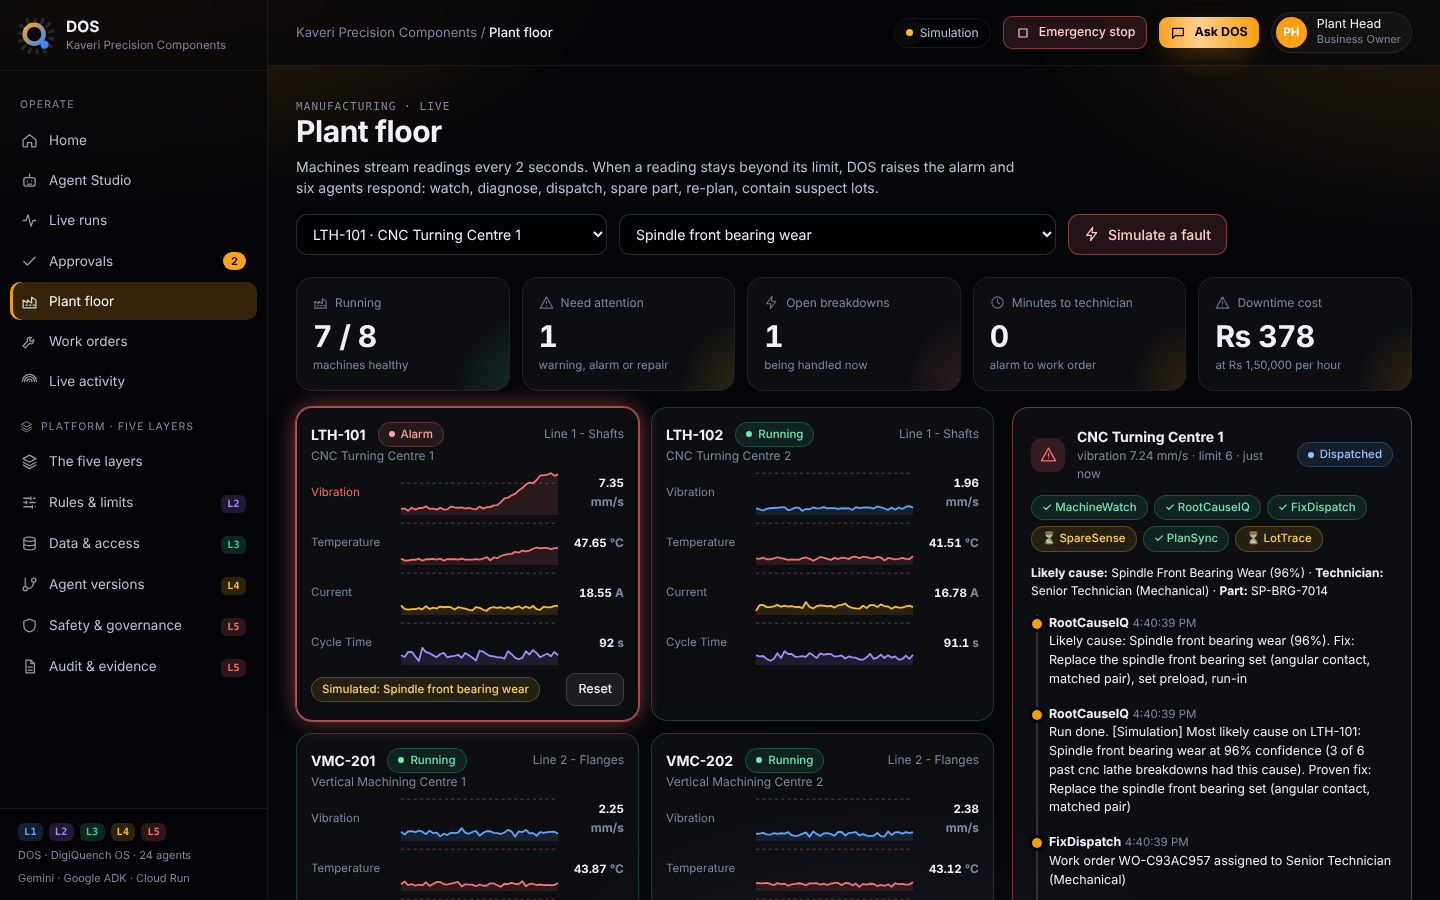 DOS
Kaveri Precision Components
OPERATE
Home
Agent Studio
Live runs
Approvals
2
Plant floor
Work orders
Live activity
PLATFORM · FIVE LAYERS
The five layers
Rules & limits
L2
Data & access
L3
Agent versions
L4
Safety & governance
L5
Audit & evidence
L5
L1 L2 L3 L4 L5
DOS · DigiQuench OS · 24 agents
Gemini · Google ADK · Cloud Run
Kaveri Precision Components / Plant floor
Simulation
Emergency stop
Ask DOS
PH
Plant Head
Business Owner
MANUFACTURING · LIVE
Plant floor
Machines stream readings every 2 seconds. When a reading stays beyond its limit, DOS raises the alarm and
six agents respond: watch, diagnose, dispatch, spare part, re-plan, contain suspect lots.
LTH-101 · CNC Turning Centre 1
Spindle front bearing wear
Simulate a fault
Running
7 / 8
machines healthy
Need attention
1
warning, alarm or repair
Open breakdowns
1
being handled now
Minutes to technician
0
alarm to work order
Downtime cost
Rs 378
at Rs 1,50,000 per hour
LTH-101
Alarm
Line 1 - Shafts
CNC Turning Centre 1
Vibration
7.35
mm/s
Temperature
47.65 °C
Current
18.55 A
Cycle Time
92 s
Simulated: Spindle front bearing wear
Reset
LTH-102
Running
Line 1 - Shafts
CNC Turning Centre 2
Vibration
1.96
mm/s
Temperature
41.51 °C
Current
16.78 A
Cycle Time
91.1 s
VMC-201
Running
Line 2 - Flanges
Vertical Machining Centre 1
Vibration
2.25
mm/s
Temperature
43.87 °C
VMC-202
Running
Line 2 - Flanges
Vertical Machining Centre 2
Vibration
2.38
mm/s
Temperature
43.12 °C
CNC Turning Centre 1
vibration 7.24 mm/s · limit 6 · just
now
Dispatched
✓ MachineWatch
✓ RootCauseIQ
✓ FixDispatch
⏳ SpareSense
✓ PlanSync
⏳ LotTrace
Likely cause: Spindle Front Bearing Wear (96%) · Technician:
Senior Technician (Mechanical) · Part: SP-BRG-7014
RootCauseIQ 4:40:39 PM
Likely cause: Spindle front bearing wear (96%). Fix:
Replace the spindle front bearing set (angular contact,
matched pair), set preload, run-in
RootCauseIQ 4:40:39 PM
Run done. [Simulation] Most likely cause on LTH-101:
Spindle front bearing wear at 96% confidence (3 of 6
past cnc lathe breakdowns had this cause). Proven fix:
Replace the spindle front bearing set (angular contact,
matched pair)
FixDispatch 4:40:39 PM
Work order WO-C93AC957 assigned to Senior Technician
(Mechanical)